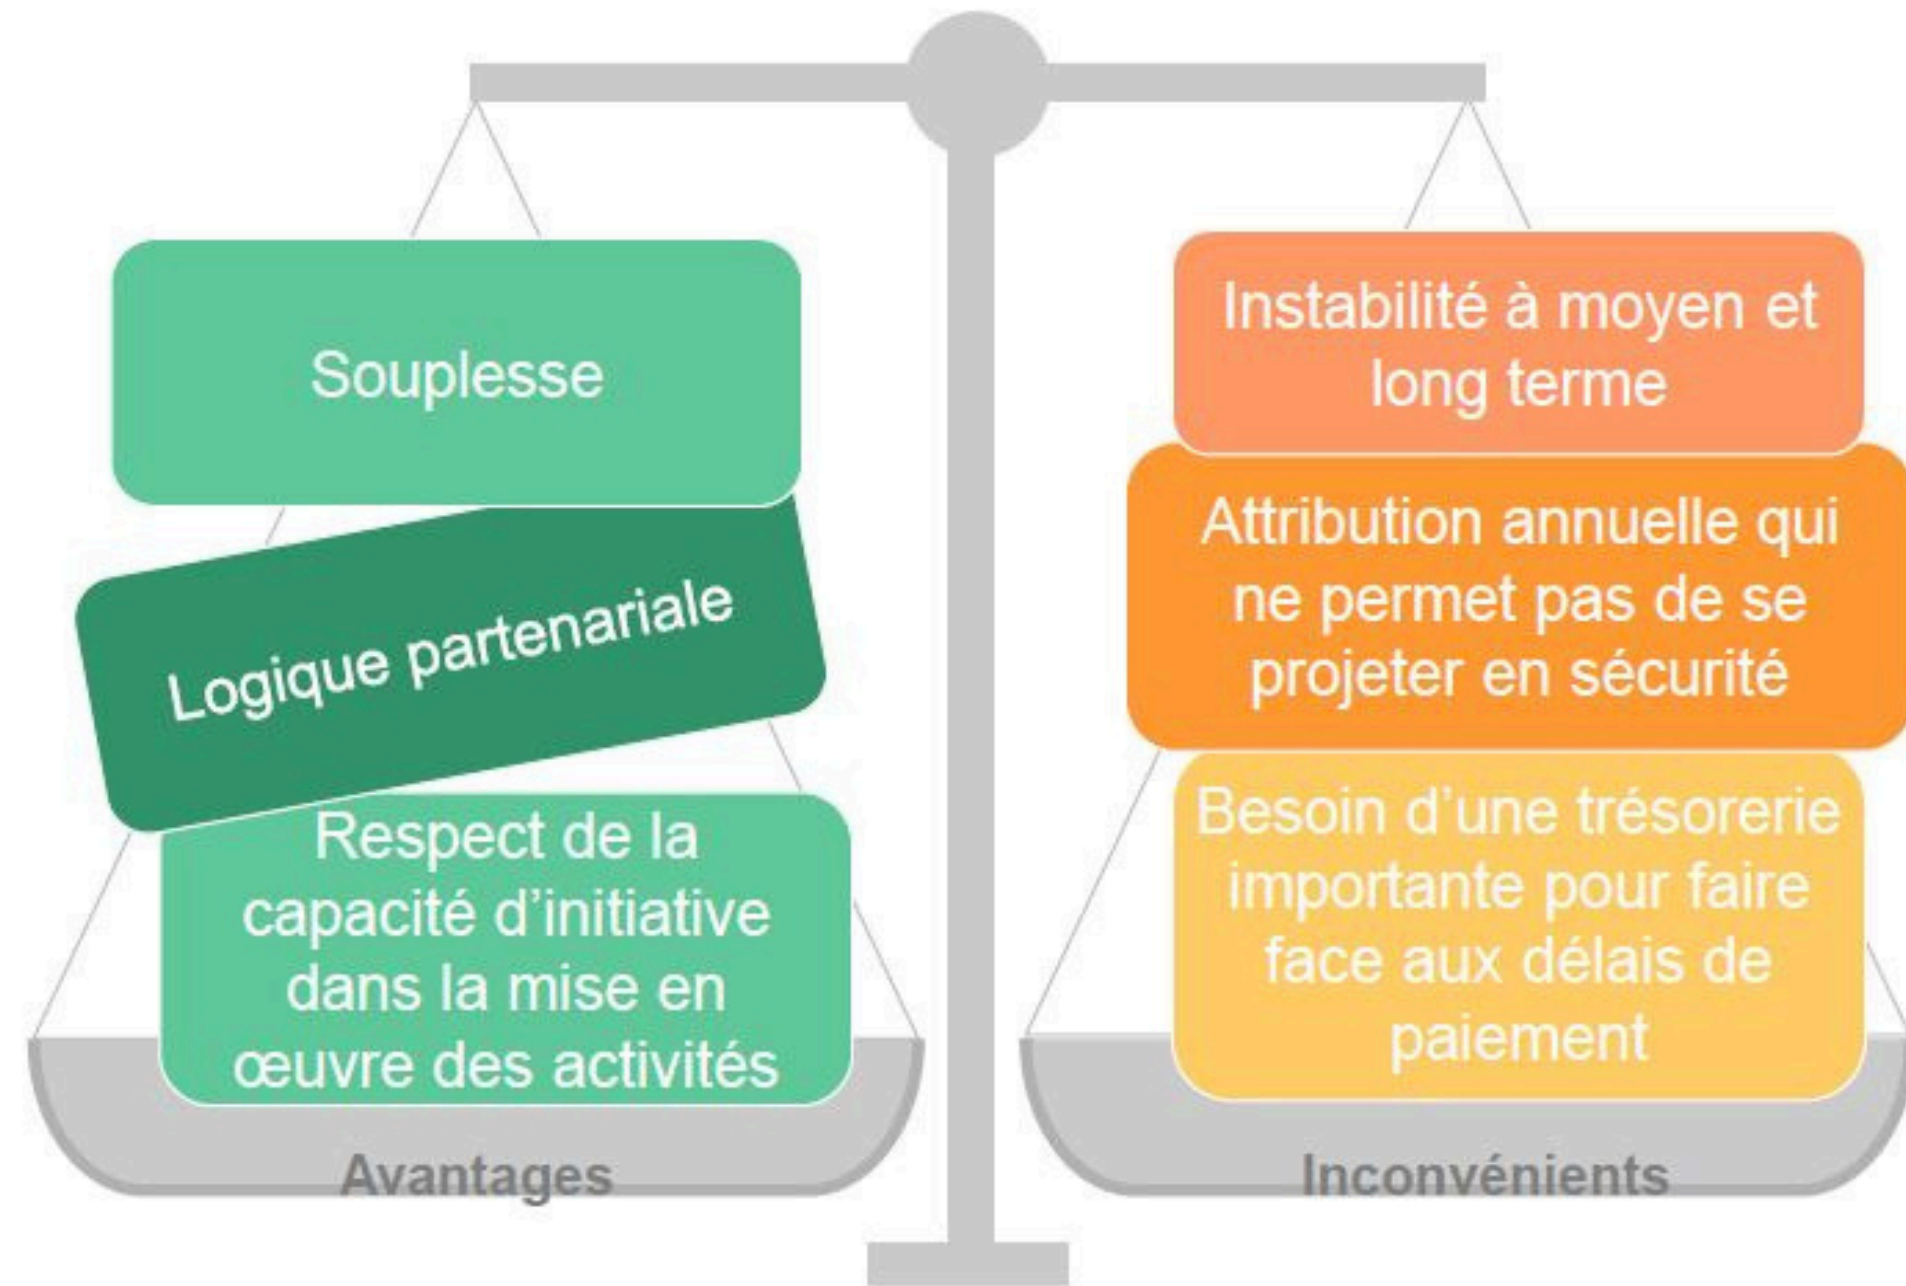 Souplesse
Logique partenariale
Respect de la
capacité d’initiative
dans la mise en
œuvre des activités
Avantages
Instabilité à moyen et
long terme
Attribution annuelle qui
ne permet pas de se
projeter en sécurité
Besoin d’une trésorerie
importante pour faire
face aux délais de
paiement
Inconvénients